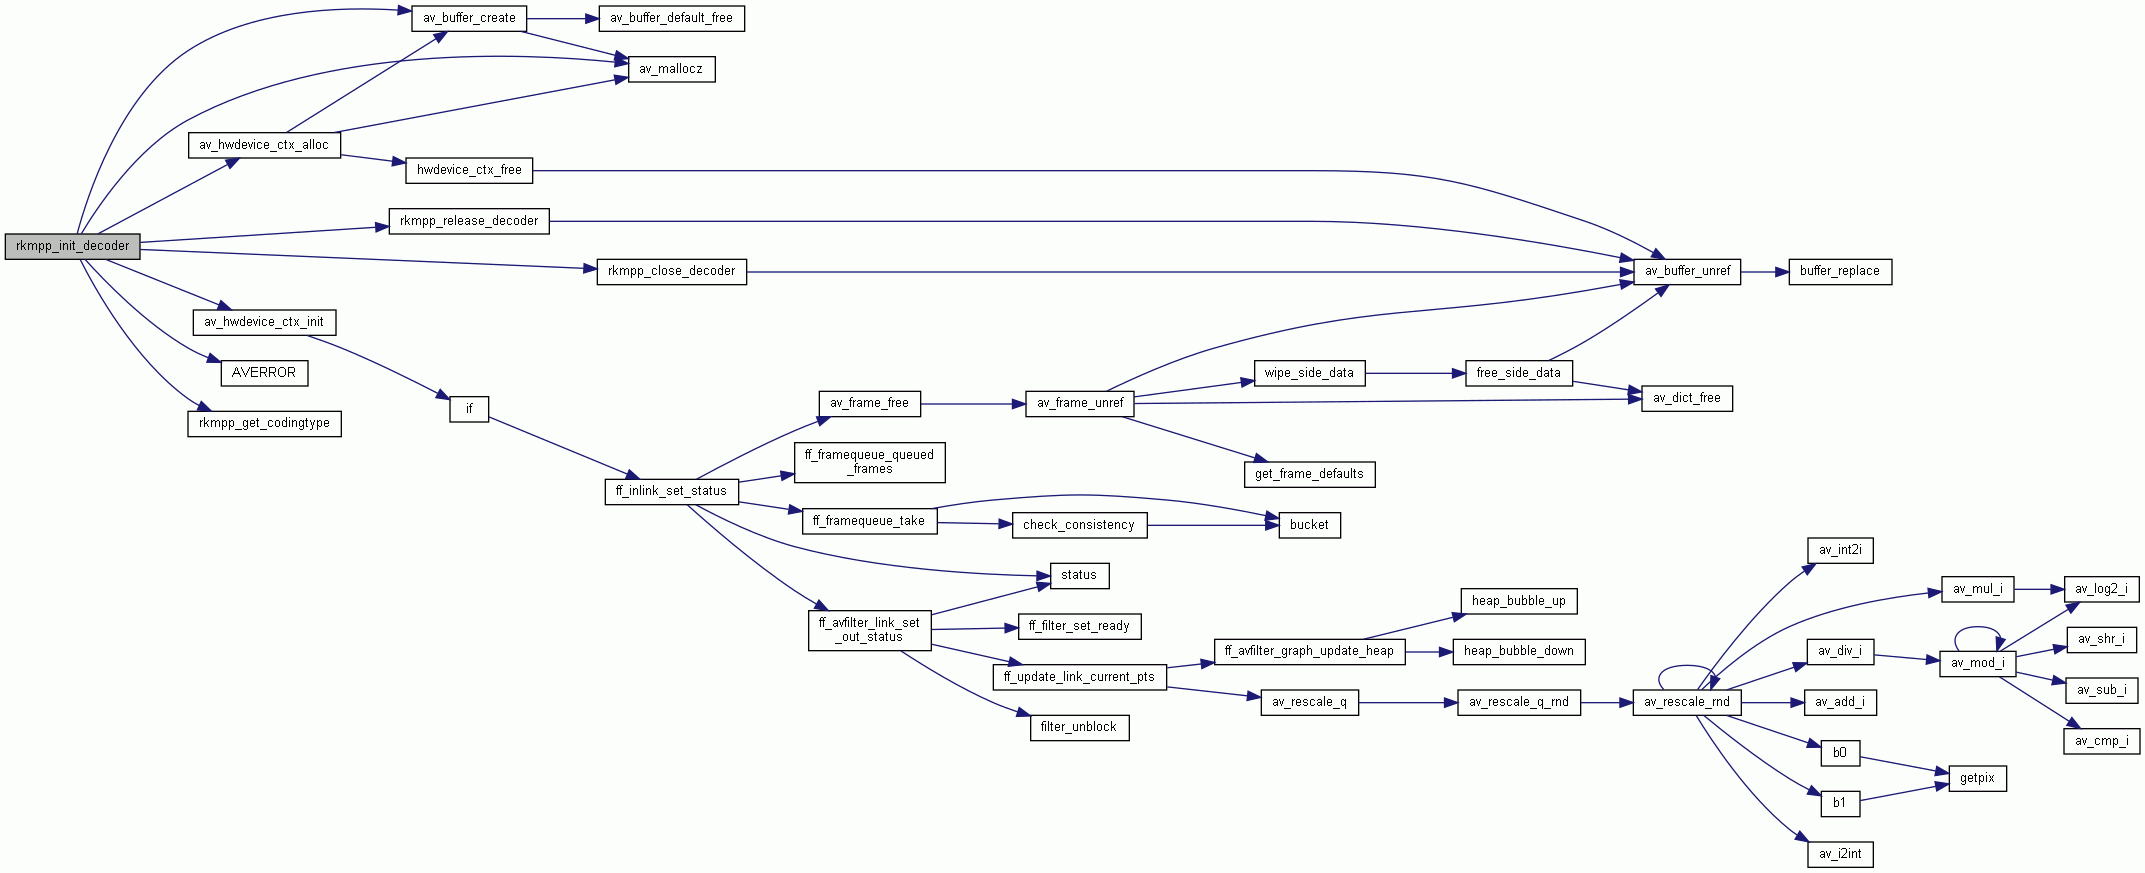 av_buffer_create
av_buffer_default_free
av_mallocz
av_hwdevice_ctx_alloc
hwdevice_ctx_free
rkmpp_release_decoder
rkmpp_init_decoder
rkmpp_close_decoder
av_buffer_unref
buffer_replace
av_hwdevice_ctx_init
AVERROR
wipe_side_data
free_side_data
if
av_frame_free
av_frame_unref
av_dict_free
rkmpp_get_codingtype
ff_framequeue_queued
_frames
get_frame_defaults
ff_inlink_set_status
ff_framequeue_take
check_consistency
bucket
av_int2i
status
av_mul_i
av_log2_i
heap_bubble_up
ff_avfilter_link_set
_out_status
ff_filter_set_ready
av_shr_i
ff_avfilter_graph_update_heap
heap_bubble_down
av_div_i
av_mod_i
ff_update_link_current_pts
av_sub_i
av_rescale_q
av_rescale_q_rnd
av_rescale_rnd
av_add_i
filter_unblock
av_cmp_i
b0
getpix
b1
av_i2int